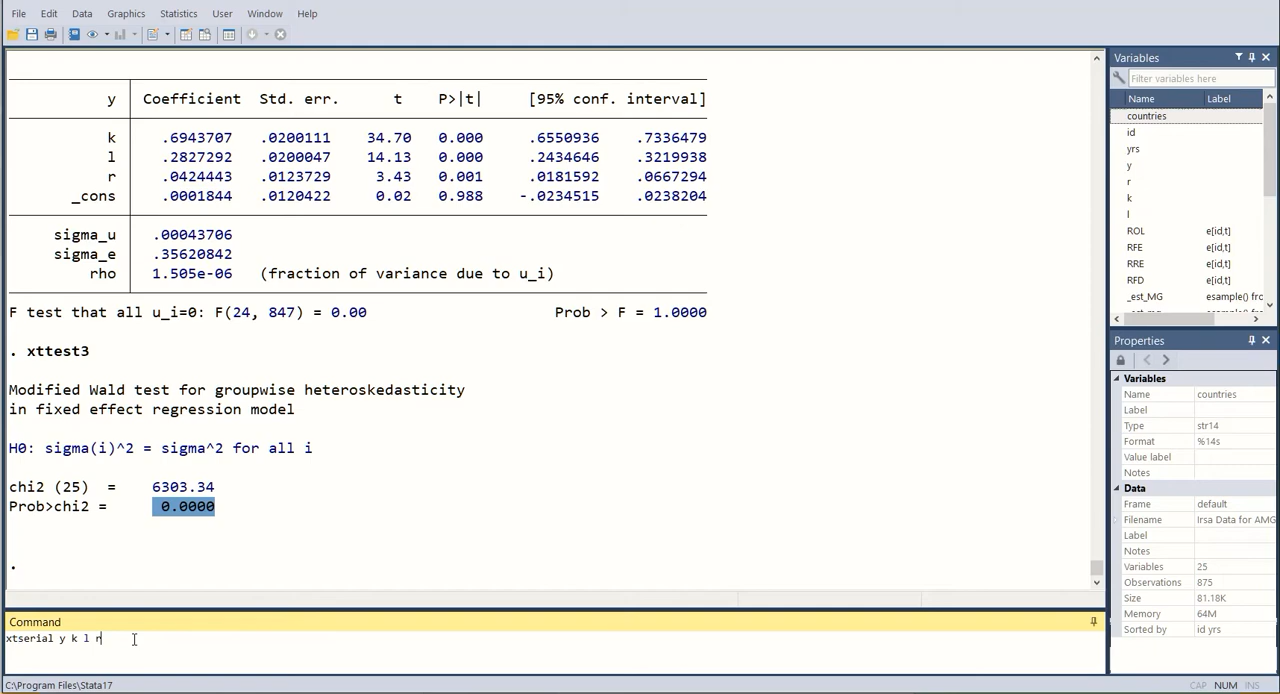 File Edit Data Graphics Statistics User Window Help
y Coefficient Std. err. t P>|t| [95% conf. interval]
k .6943707 .0200111 34.70 0.000 .6550936 .7336479
l .2827292 .0200047 14.13 0.000 .2434646 .3219938
r .0424443 .0123729 3.43 0.001 .0181592 .0667294
_cons .0001844 .0120422 0.02 0.988 -.0234515 .0238204
sigma_u .00043706
sigma_e .35620842
rho 1.505e-06 (fraction of variance due to u_i)
F test that all u_i=0: F(24, 847) = 0.00 Prob > F = 1.0000
. xttest3
Modified Wald test for groupwise heteroskedasticity
in fixed effect regression model
H0: sigma(i)^2 = sigma^2 for all i
chi2 (25) = 6303.34
Prob>chi2 = 0.0000
.
Command
xtserial y k l r
C:\Program Files\Stata17
Variables
Filter variables here
Name Label
countries
id
yrs
y
r
k
l
ROL e[id,t]
RFE e[id,t]
RRE e[id,t]
RFD e[id,t]
_est_MG esample() fro
Properties
Variables
Name countries
Label
Type str14
Format %14s
Value label
Notes
Data
Frame default
Filename Irsa Data for AMG
Label
Notes
Variables 25
Observations 875
Size 81.18K
Memory 64M
Sorted by id yrs
CAP NUM INS